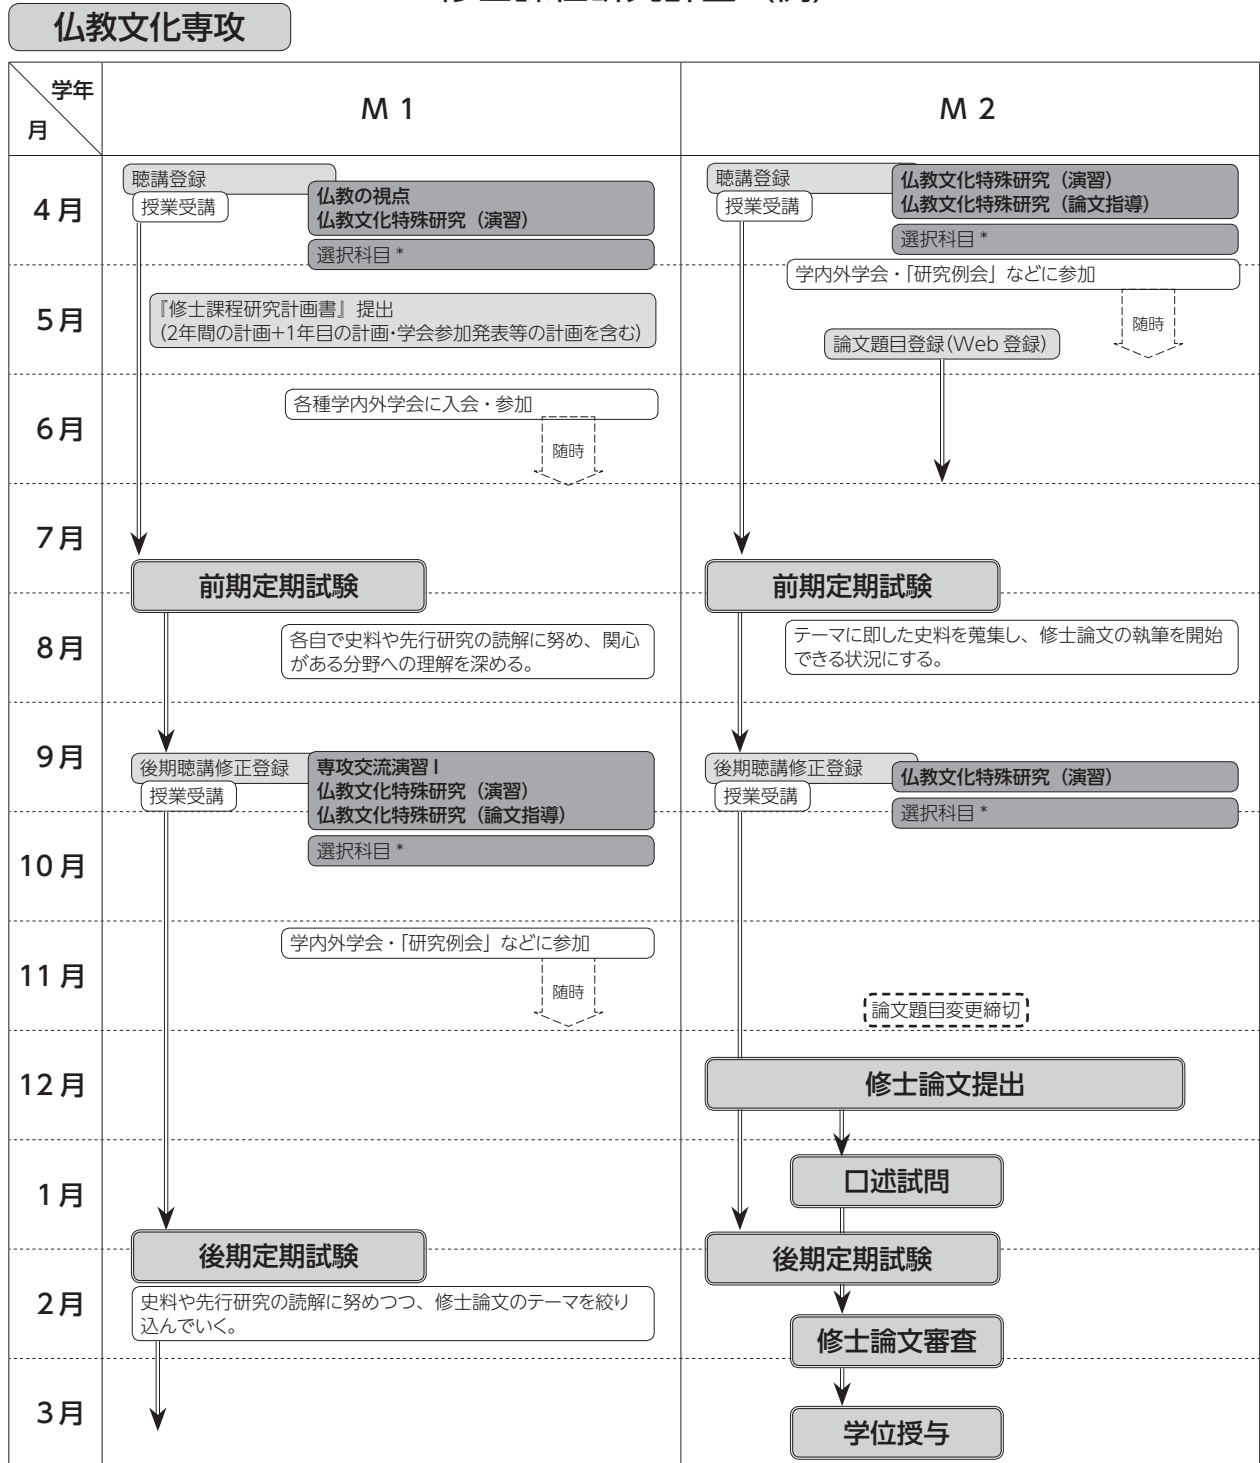 仏教文化専攻
学年
月
M 1
M 2
4月
聴講登録
授業受講
仏教の視点
仏教文化特殊研究（演習）
選択科目 *
聴講登録
授業受講
仏教文化特殊研究（演習）
仏教文化特殊研究（論文指導）
選択科目 *
学内外学会・「研究例会」などに参加
随時
5月
『修士課程研究計画書』提出
(2年間の計画+1年目の計画・学会参加発表等の計画を含む)
論文題目登録(Web 登録)
6月
各種学内外学会に入会・参加
随時
7月
前期定期試験
前期定期試験
8月
各自で史料や先行研究の読解に努め、関心
がある分野への理解を深める。
テーマに即した史料を蒐集し、修士論文の執筆を開始
できる状況にする。
9月
後期聴講修正登録
授業受講
専攻交流演習 I
仏教文化特殊研究（演習）
仏教文化特殊研究（論文指導）
選択科目 *
後期聴講修正登録
授業受講
仏教文化特殊研究（演習）
選択科目 *
10月
11月
学内外学会・「研究例会」などに参加
随時
論文題目変更締切
12月
修士論文提出
1月
口述試問
後期定期試験
後期定期試験
2月
史料や先行研究の読解に努めつつ、修士論文のテーマを絞り
込んでいく。
修士論文審査
3月
学位授与